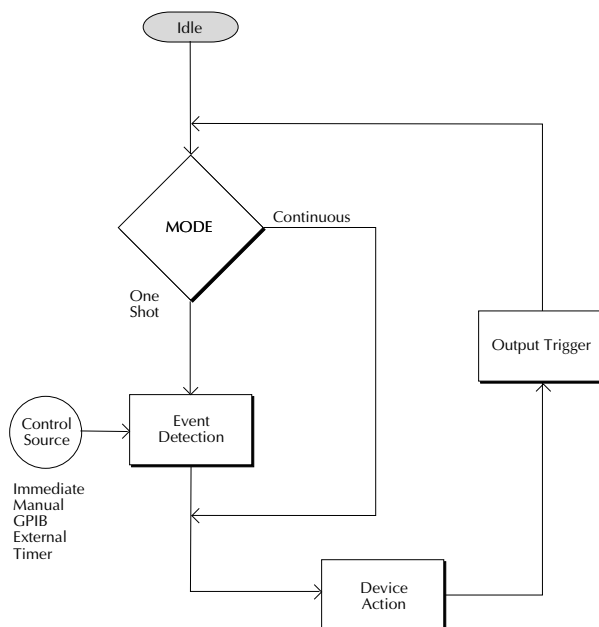 Idle
MODE
Continuous
One
Shot
Output Trigger
Control
Source
Event
Detection
Immediate
Manual
GPIB
External
Timer
Device
Action